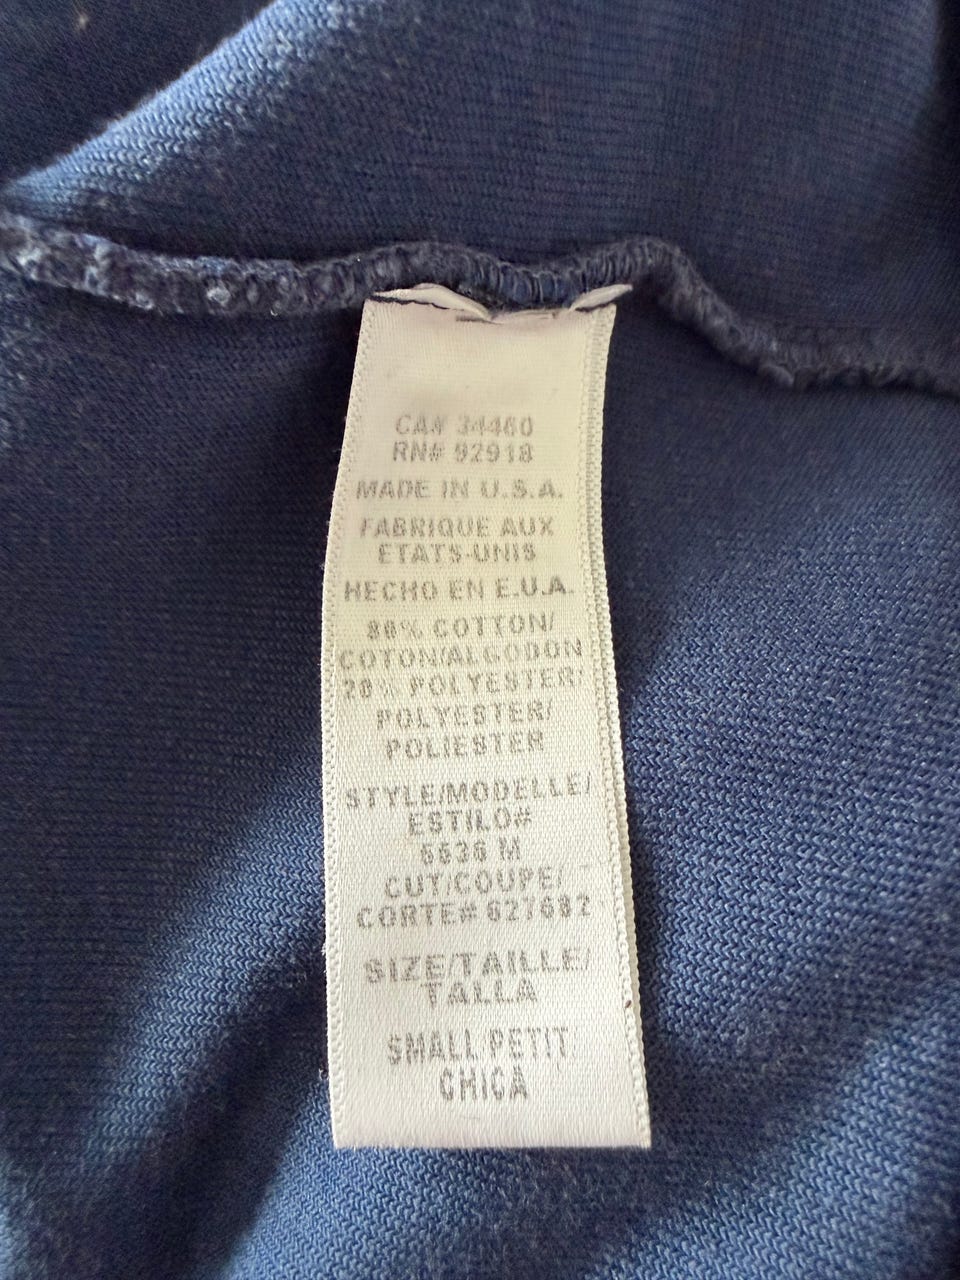 CA# 34460
RN# 92918
MADE IN U.S.A.
FABRIQUE AUX
ETATS-UNIS
HECHO EN E.U.A.
80% COTTON/
COTON/ALGODON
20% POLYESTER/
POLYESTER/
POLIESTER
STYLE/MODELLE/
ESTILO#
5536 M
CUT/COUPE/
CORTE# 627682
SIZE/TAILLE/
TALLA
SMALL/PETIT/
CHICA